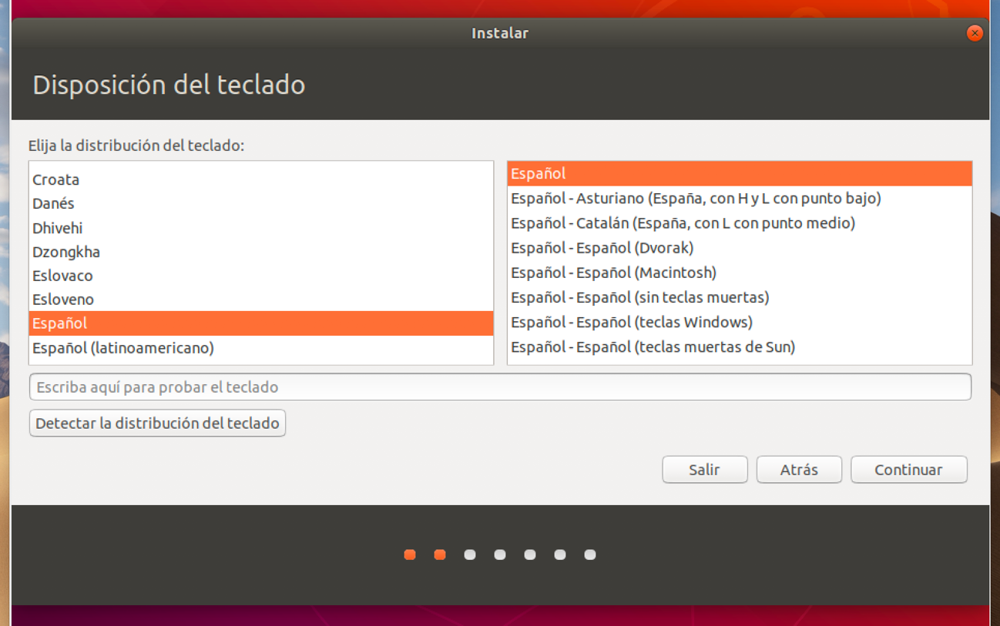 Instalar
Disposición del teclado
Elija la distribución del teclado:
Croata
Danés
Dhivehi
Dzongkha
Eslovaco
Esloveno
Español
Español (latinoamericano)
Español
Español - Asturiano (España, con H y L con punto bajo)
Español - Catalán (España, con L con punto medio)
Español - Español (Dvorak)
Español - Español (Macintosh)
Español - Español (sin teclas muertas)
Español - Español (teclas Windows)
Español - Español (teclas muertas de Sun)
Escriba aquí para probar el teclado
Detectar la distribución del teclado
Salir
Atrás
Continuar